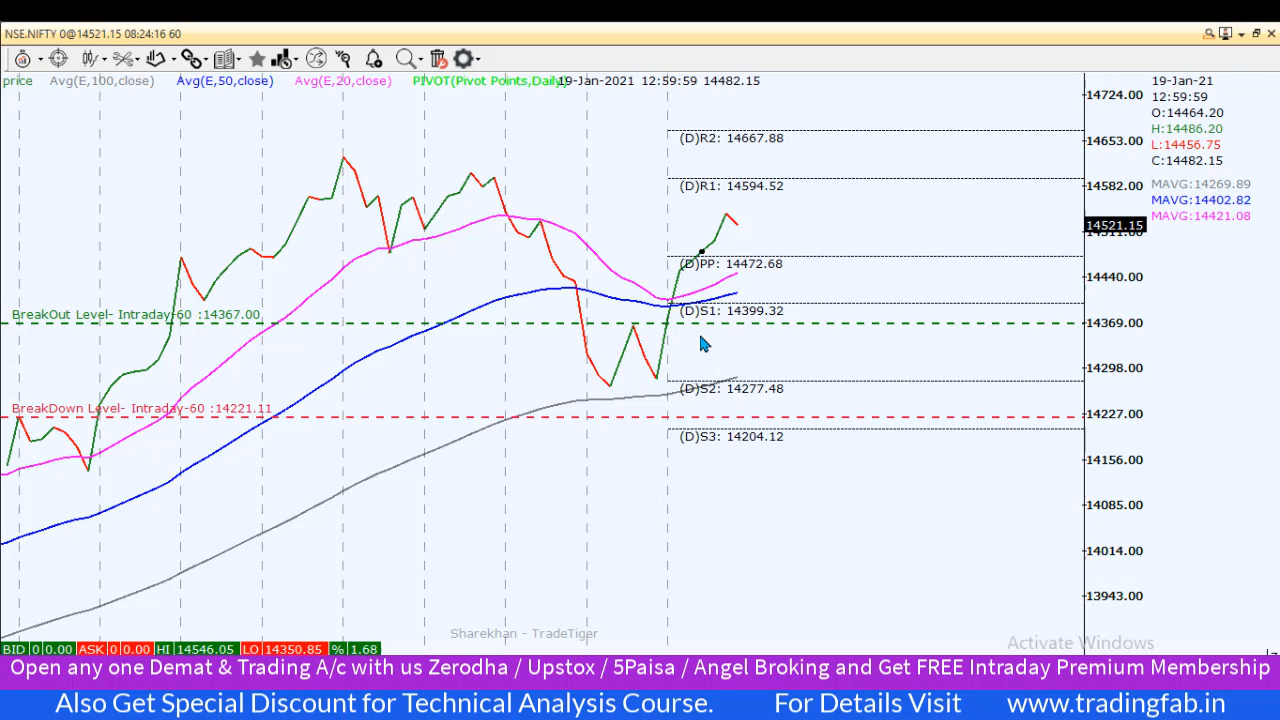 NSE.NIFTY 0@14521.15 08:24:16 60
price Avg(E,100,close) Avg(E,50,close) Avg(E,20,close) PIVOT(Pivot Points,Daily) 19-Jan-2021 12:59:59 14482.15
19-Jan-21
12:59:59
O:14464.20
H:14486.20
L:14456.75
C:14482.15
MAVG:14269.89
MAVG:14402.82
MAVG:14421.08
14724.00
14653.00
14582.00
14521.15
14511.00
14440.00
14369.00
14298.00
14227.00
14156.00
14085.00
14014.00
13943.00
(D)R2: 14667.88
(D)R1: 14594.52
(D)PP: 14472.68
(D)S1: 14399.32
BreakOut Level- Intraday-60 :14367.00
(D)S2: 14277.48
BreakDown Level- Intraday-60 :14221.11
(D)S3: 14204.12
Sharekhan - TradeTiger
Activate Windows
BID 0 0.00 ASK 0 0.00 HI 14546.05 LO 14350.85 % 1.68
Open any one Demat & Trading A/c with us Zerodha / Upstox / 5Paisa / Angel Broking and Get FREE Intraday Premium Membership
Also Get Special Discount for Technical Analysis Course. For Details Visit www.tradingfab.in